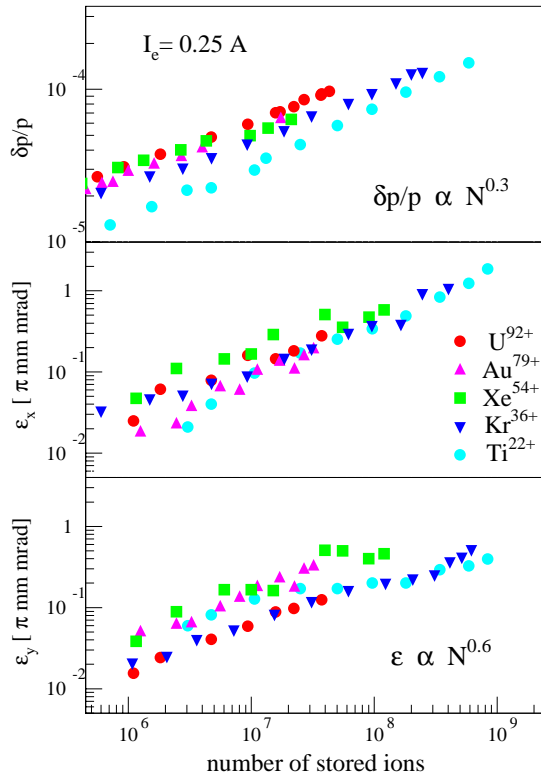 I_e = 0.25 A
δp/p
10^-4
10^-5
δp/p α N^0.3
ε_x [ π mm mrad ]
1
10^-1
10^-2
U^92+
Au^79+
Xe^54+
Kr^36+
Ti^22+
ε_y [ π mm mrad ]
1
10^-1
10^-2
ε α N^0.6
10^6 10^7 10^8 10^9
number of stored ions